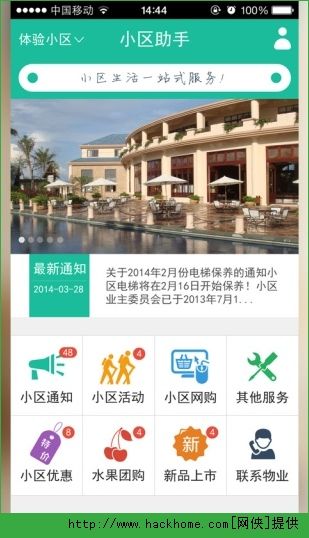 中国移动 14:44
体验小区 小区助手
小区生活一站式服务!
最新通知
2014-03-28
关于2014年2月份电梯保养的通知小
区电梯将在2月16日开始保养！小区
业主委员会已于2013年7月1...
48 4 4
小区通知 小区活动 小区网购 其他服务
8 4 4
特价 新
小区优惠 水果团购 新品上市 联系物业
http://www.hackhome.com[网侠]提供